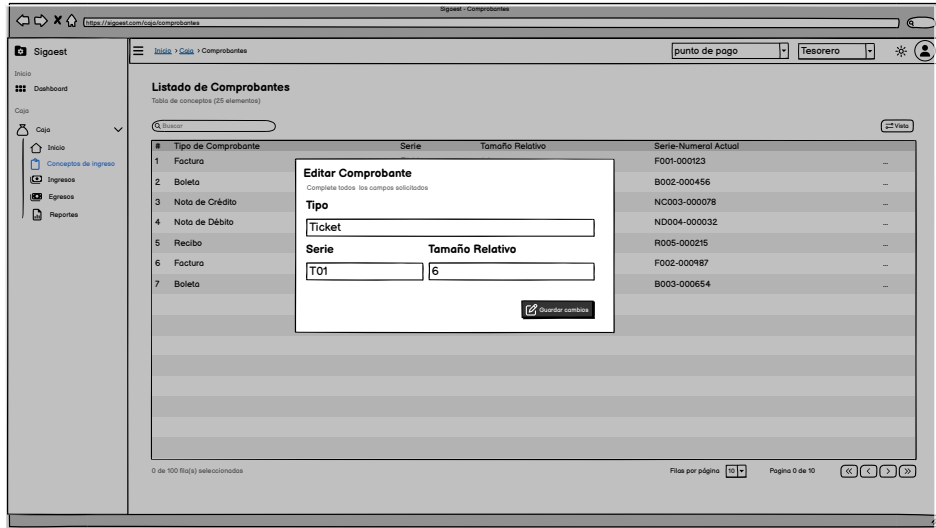 Sigaest - Comprobantes
https://sigaest.com/caja/comprobantes
Sigaest
Inicio > Caja > Comprobantes
punto de pago
Tesorero
Inicio
Dashboard
Caja
Caja
Inicio
Conceptos de ingreso
Ingresos
Egresos
Reportes
Listado de Comprobantes
Tabla de conceptos (25 elementos)
Buscar
Vista
# Tipo de Comprobante Serie Tamaño Relativo Serie-Numeral Actual
1 Factura F001-000123 ...
2 Boleta B002-000456 ...
3 Nota de Crédito NC003-000078 ...
4 Nota de Débito ND004-000032 ...
5 Recibo R005-000215 ...
6 Factura F002-000987 ...
7 Boleta B003-000654 ...
Editar Comprobante
Complete todos los campos solicitados
Tipo
Ticket
Serie Tamaño Relativo
T01 6
Guardar cambios
0 de 100 fila(s) seleccionadas
Filas por página 10
Pagina 0 de 10